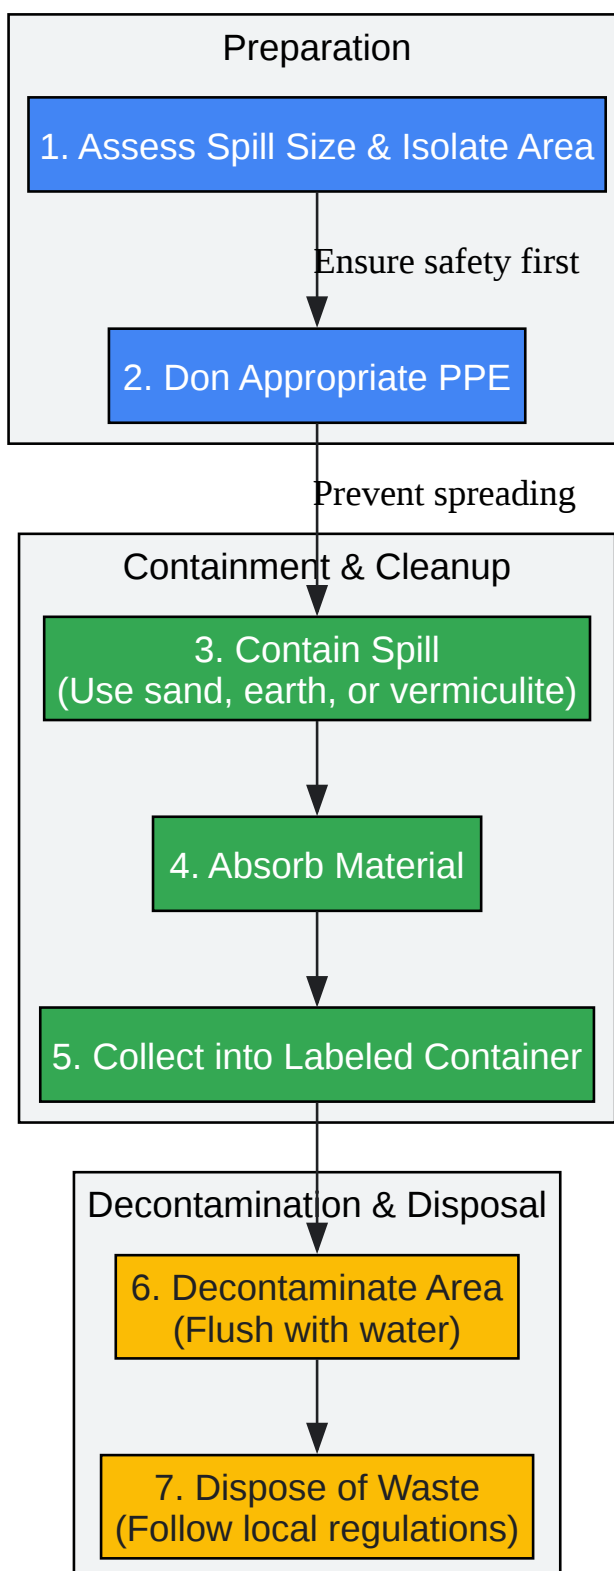 Preparation
1. Assess Spill Size & Isolate Area
Ensure safety first
2. Don Appropriate PPE
Prevent spreading
Containment & Cleanup
3. Contain Spill
(Use sand, earth, or vermiculite)
4. Absorb Material
5. Collect into Labeled Container
Decontamination & Disposal
6. Decontaminate Area
(Flush with water)
7. Dispose of Waste
(Follow local regulations)